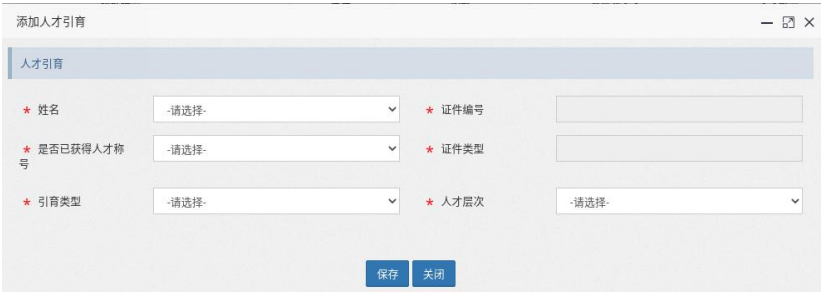 添加人才引育
人才引育
* 姓名 -请选择- * 证件编号
* 是否已获得人才称 -请选择- * 证件类型
号
* 引育类型 -请选择- * 人才层次 -请选择-
保存 关闭